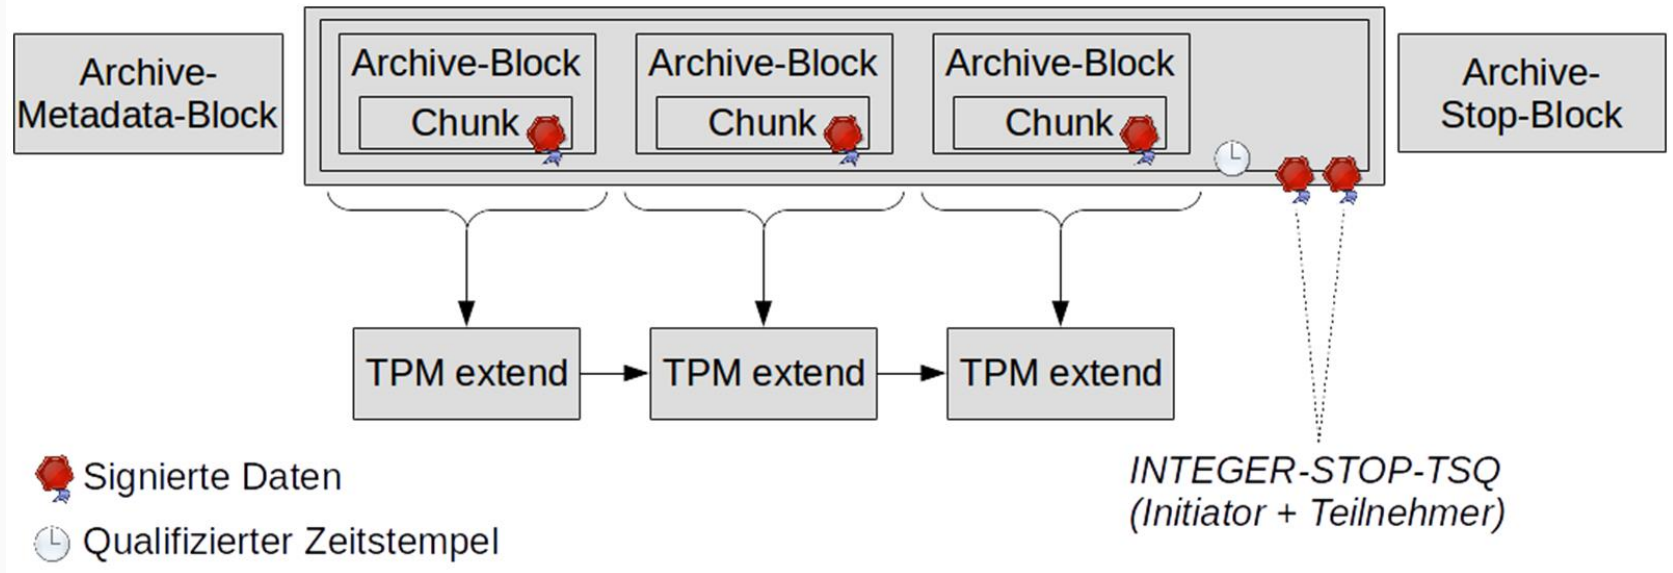 Archive-
Metadata-Block
Archive-Block
Chunk
Archive-Block
Chunk
Archive-Block
Chunk
Archive-
Stop-Block
TPM extend
TPM extend
TPM extend
Signierte Daten
Qualifizierter Zeitstempel
INTEGER-STOP-TSQ
(Initiator + Teilnehmer)